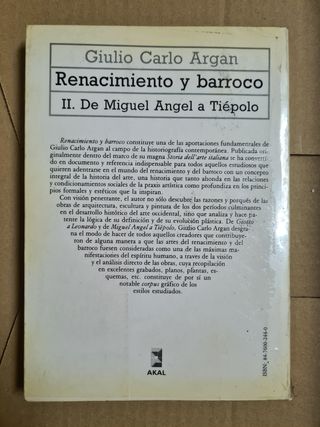 Giulio Carlo Argan
Renacimiento y barroco
II. De Miguel Angel a Tiépolo
Renacimiento y barroco constituye una de las aportaciones fundamentales de
Giulio Carlo Argan al campo de la historiografía contemporánea. Publicada ori-
ginalmente dentro del marco de su magna Storia dell'arte italiana se ha converti-
do en documento y referencia indispensable para todos aquellos estudiosos que
quieren adentrarse en el mundo del renacimiento y del barroco con un concepto
integral de la historia del arte, una historia que tanto ahonda en las relaciones
y condicionamientos sociales de la praxis artística como profundiza en los princi-
pios formales y estéticos que la inspiran.
Con visión penetrante, el autor no sólo descubre las razones y porqués de las
obras de arquitectura, escultura y pintura de los dos períodos culminantes
en el desarrollo histórico del arte occidental, sino que analiza y hace pa-
tente la lógica de su definición y de su evolución plástica. De Giotto
a Leonardo y de Miguel Angel a Tiépolo, Giulio Carlo Argan desig-
na el modo de hacer de todos aquellos creadores que contribuye-
ron de alguna manera a que las artes del renacimiento y del
barroco fuesen consideradas como una de las máximas ma-
nifestaciones del espíritu humano, a través de la visión
y el análisis directo de las obras, cuya recopilación
en excelentes grabados, planos, plantas, es-
quemas, etc. constituye de por sí un
notable corpus gráfico de los
estilos estudiados.
AKAL
ISBN: 84-7600-246-0